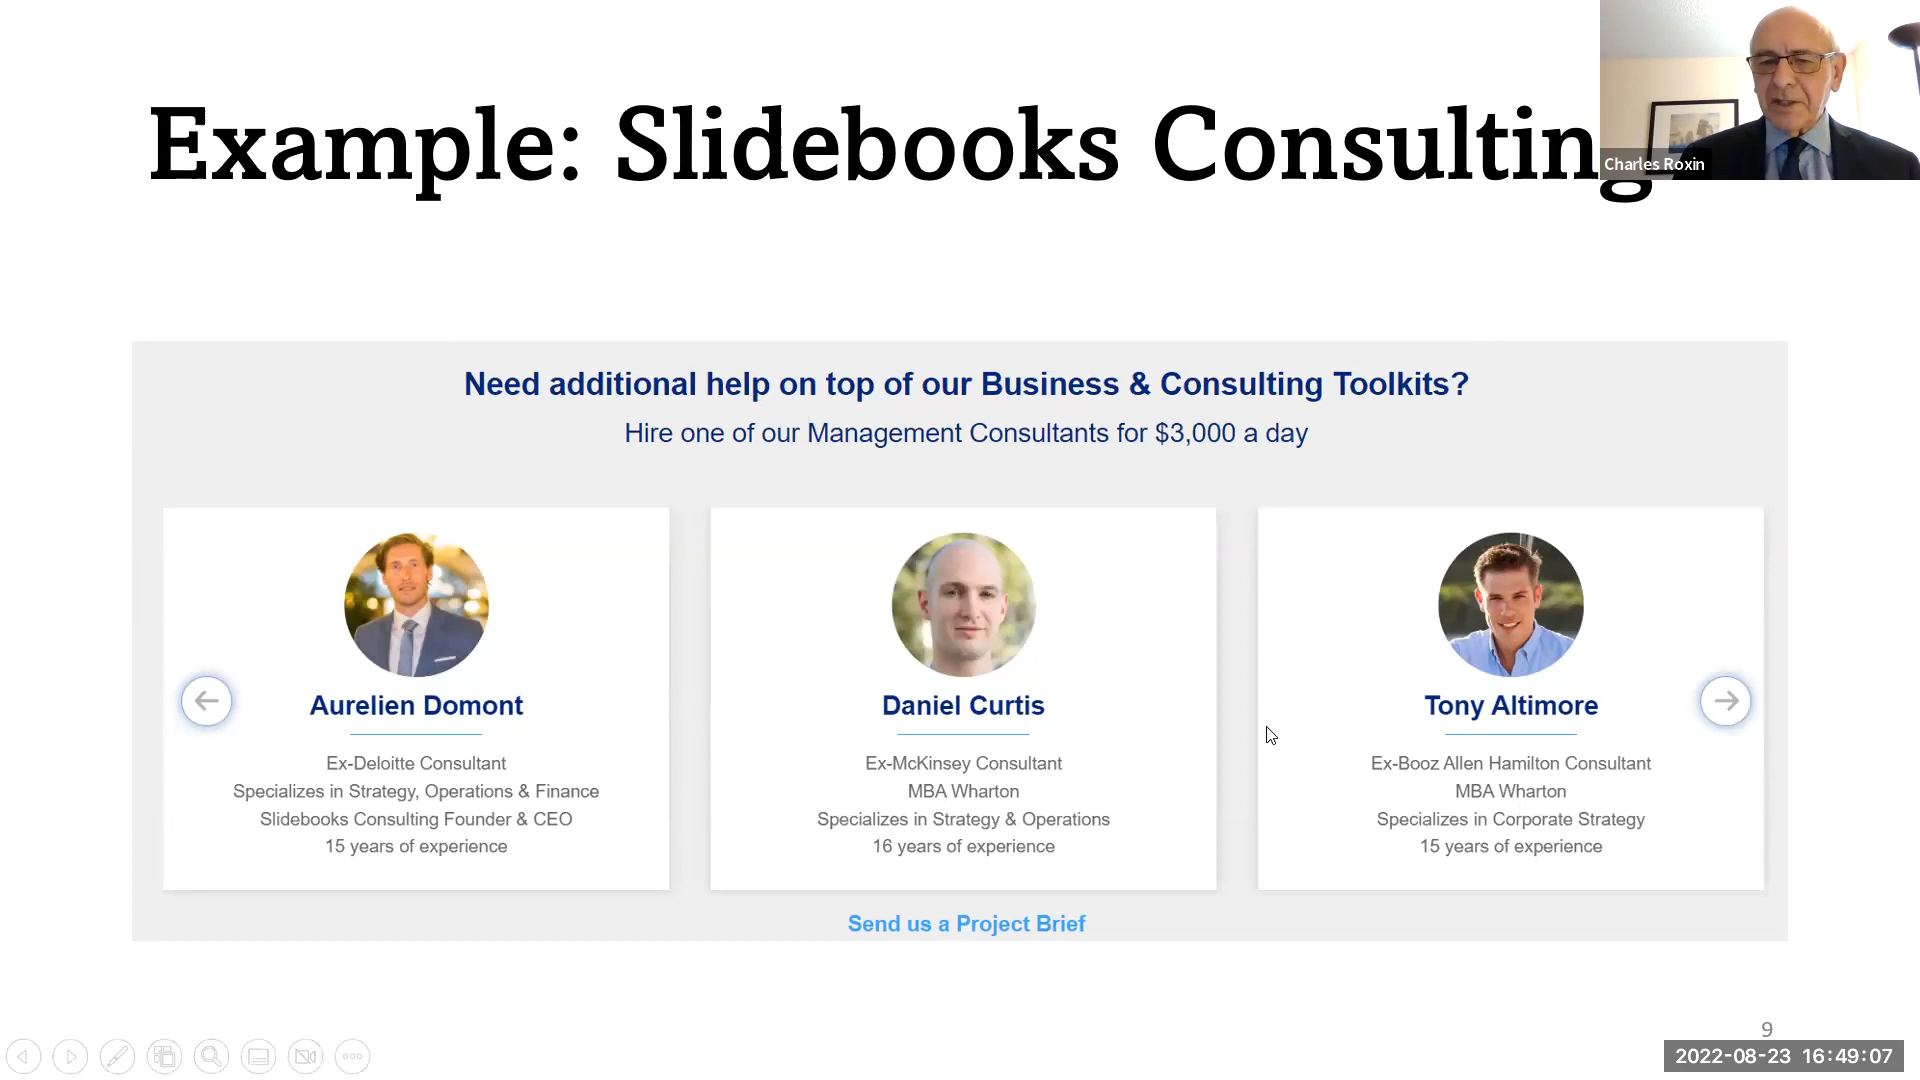 Example: Slidebooks Consulting
Charles Roxin
Need additional help on top of our Business & Consulting Toolkits?
Hire one of our Management Consultants for $3,000 a day
Aurelien Domont
Ex-Deloitte Consultant
Specializes in Strategy, Operations & Finance
Slidebooks Consulting Founder & CEO
15 years of experience
Daniel Curtis
Ex-McKinsey Consultant
MBA Wharton
Specializes in Strategy & Operations
16 years of experience
Tony Altimore
Ex-Booz Allen Hamilton Consultant
MBA Wharton
Specializes in Corporate Strategy
15 years of experience
Send us a Project Brief
9
2022-08-23 16:49:07